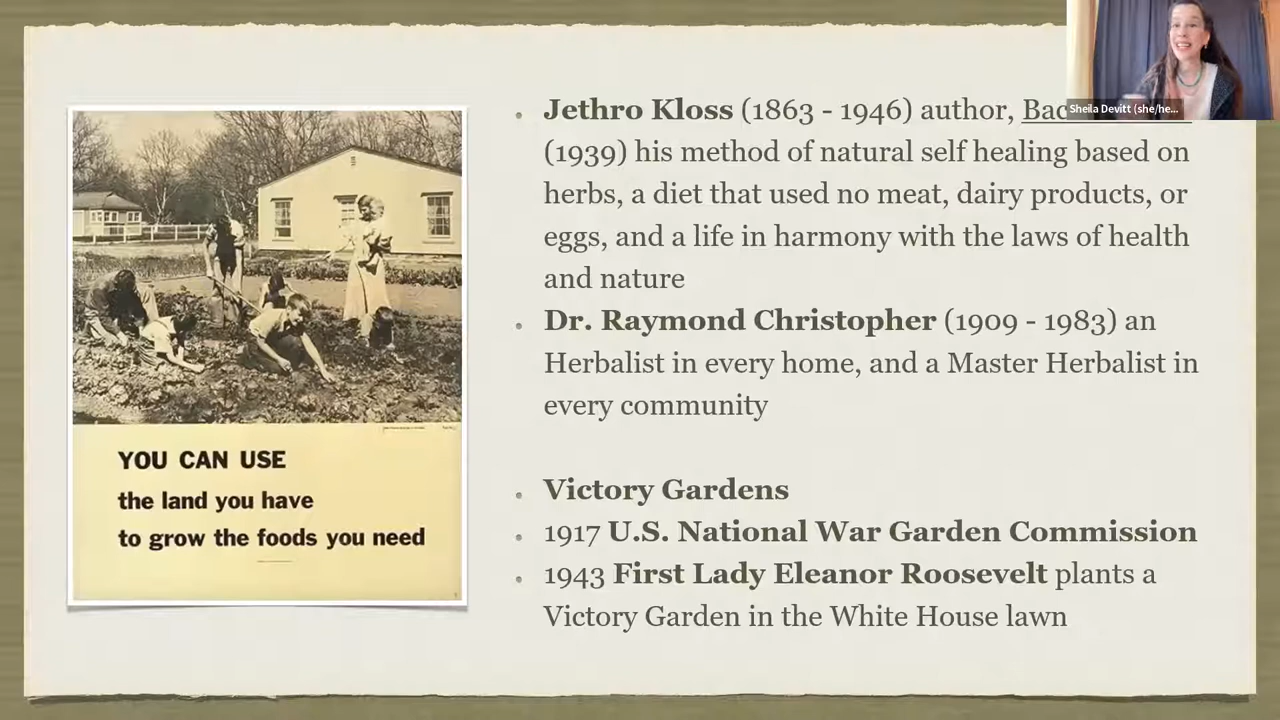 Jethro Kloss (1863 - 1946) author,
Sheila Devitt (she/he...
(1939) his method of natural self healing based on
herbs, a diet that used no meat, dairy products, or
eggs, and a life in harmony with the laws of health
and nature
Dr. Raymond Christopher (1909 - 1983) an
Herbalist in every home, and a Master Herbalist in
every community
Victory Gardens
1917 U.S. National War Garden Commission
1943 First Lady Eleanor Roosevelt plants a
Victory Garden in the White House lawn
YOU CAN USE
the land you have
to grow the foods you need